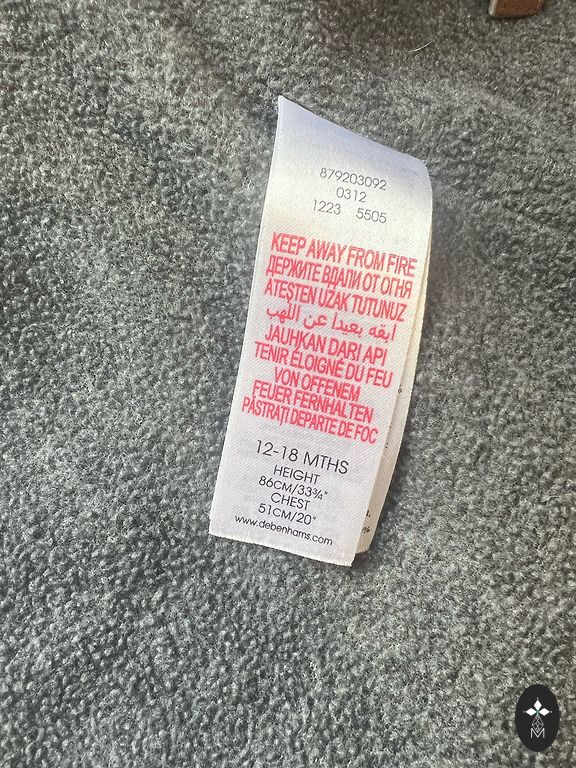 879203092
0312
1223 5505
KEEP AWAY FROM FIRE
ДЕРЖИТЕ ВДАЛИ ОТ ОГНЯ
ATEŞTEN UZAK TUTUNUZ
ابقه بعيدا عن اللهب
JAUHKAN DARI API
TENIR ÉLOIGNÉ DU FEU
VON OFFENEM
FEUER FERNHALTEN
PĂSTRAŢI DEPARTE DE FOC
12-18 MTHS
HEIGHT
86CM/33¾"
CHEST
51CM/20"
www.debenhams.com
%
M